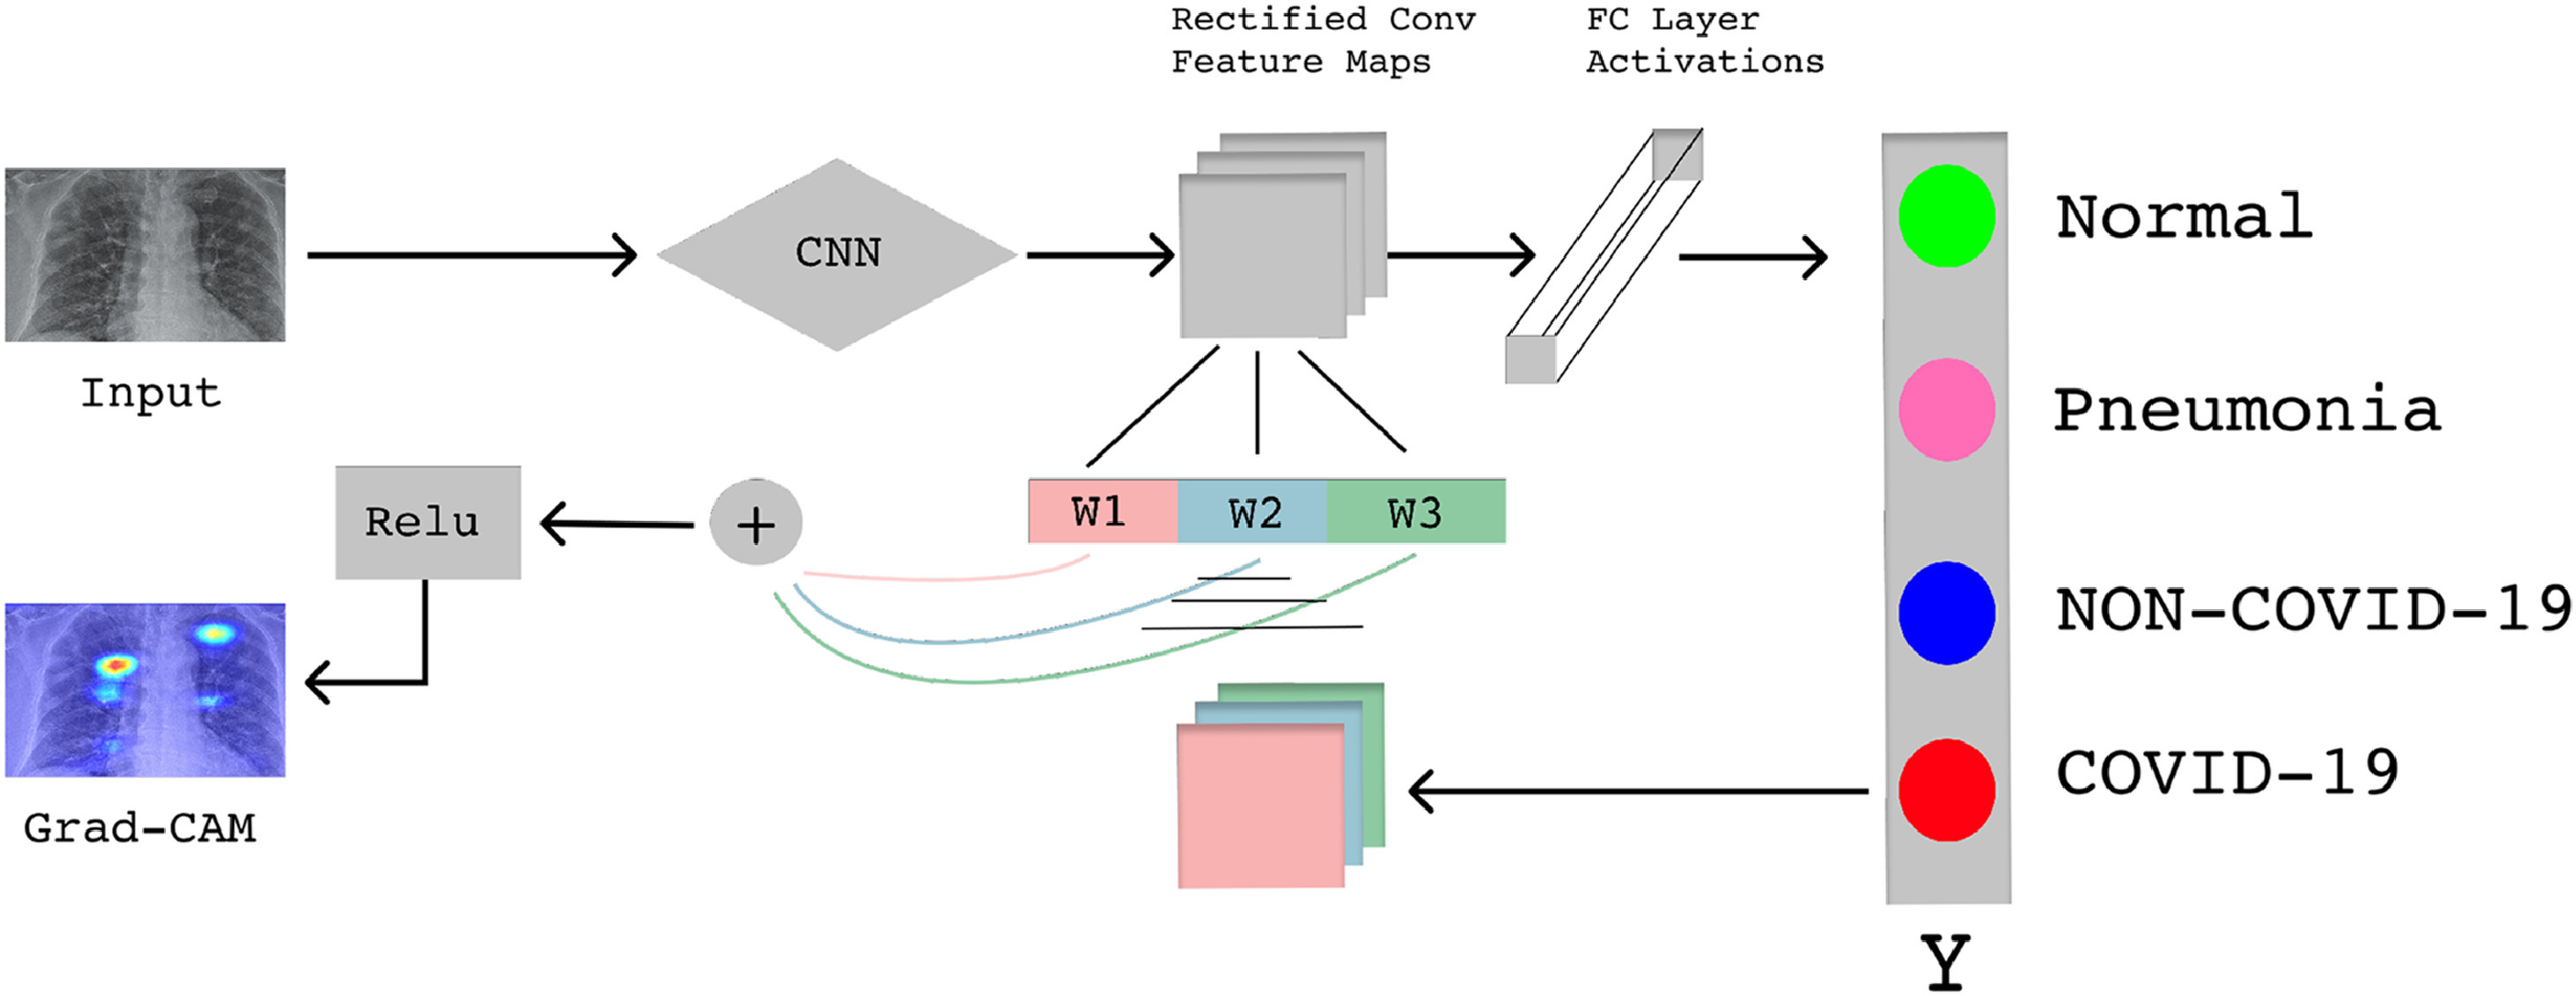 Rectified Conv
Feature Maps
FC Layer
Activations
CNN
Input
Normal
Pneumonia
NON-COVID-19
COVID-19
Y
W1 W2 W3
+
Relu
Grad-CAM